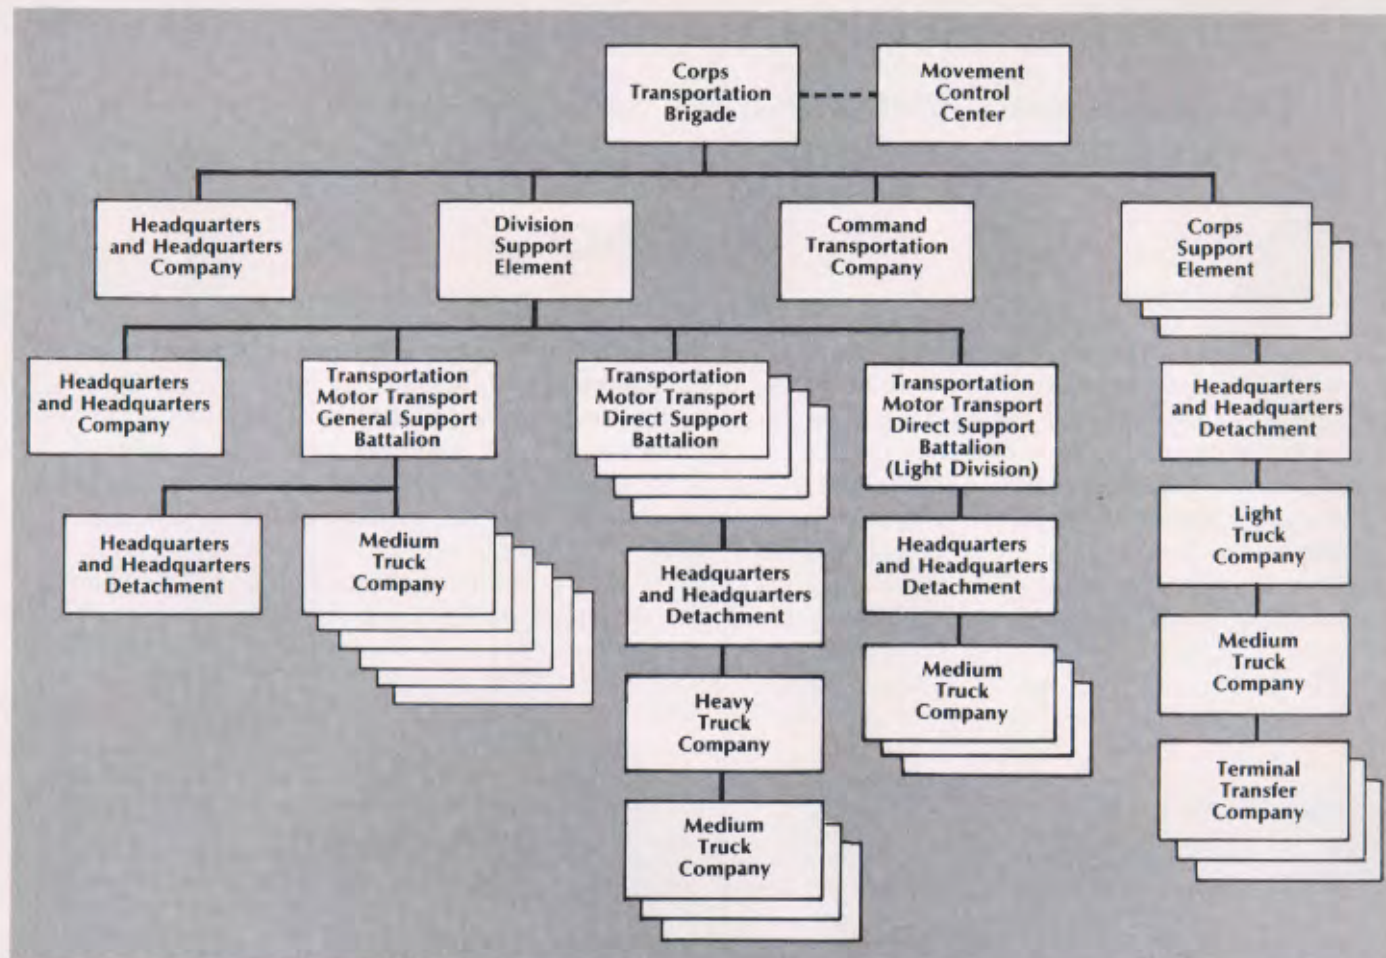 Corps
Transportation
Brigade
Movement
Control
Center
Headquarters
and Headquarters
Company
Division
Support
Element
Command
Transportation
Company
Corps
Support
Element
Headquarters
and Headquarters
Company
Transportation
Motor Transport
General Support
Battalion
Transportation
Motor Transport
Direct Support
Battalion
Transportation
Motor Transport
Direct Support
Battalion
(Light Division)
Headquarters
and Headquarters
Detachment
Headquarters
and Headquarters
Detachment
Medium
Truck
Company
Headquarters
and Headquarters
Detachment
Heavy
Truck
Company
Medium
Truck
Company
Headquarters
and Headquarters
Detachment
Medium
Truck
Company
Light
Truck
Company
Medium
Truck
Company
Terminal
Transfer
Company